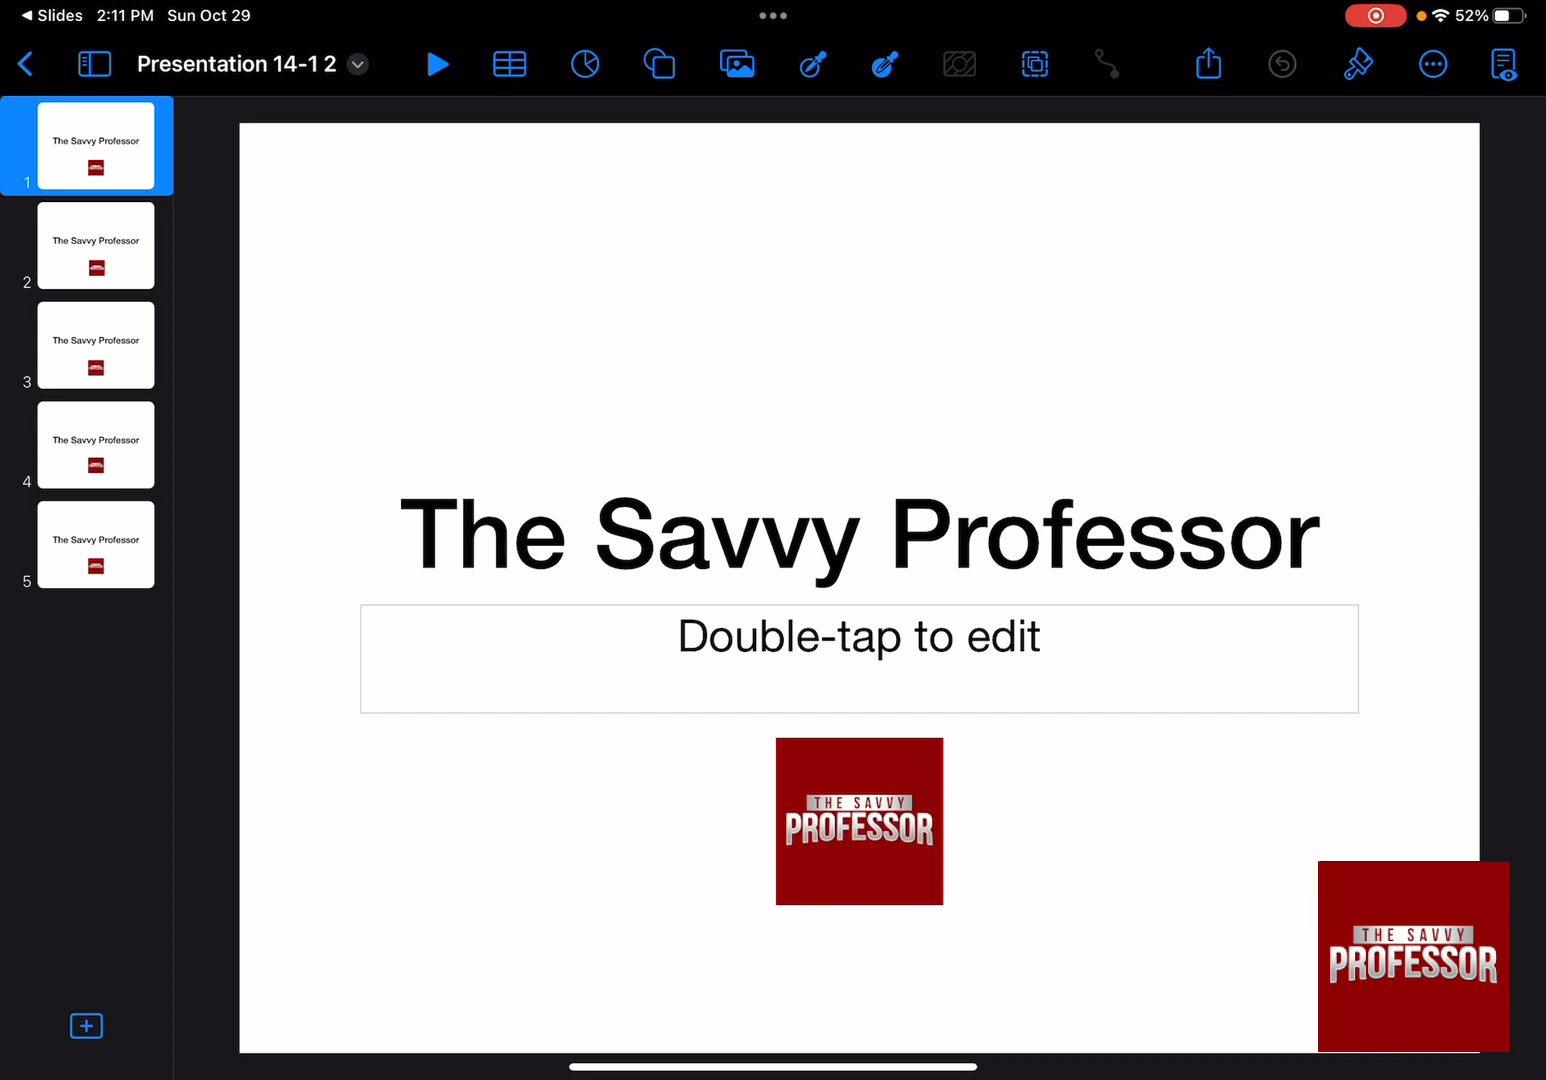 Slides 2:11 PM Sun Oct 29
52%
Presentation 14-1 2
The Savvy Professor
1
The Savvy Professor
2
The Savvy Professor
3
The Savvy Professor
4
The Savvy Professor
5
The Savvy Professor
Double-tap to edit
THE SAVVY
PROFESSOR
THE SAVVY
PROFESSOR